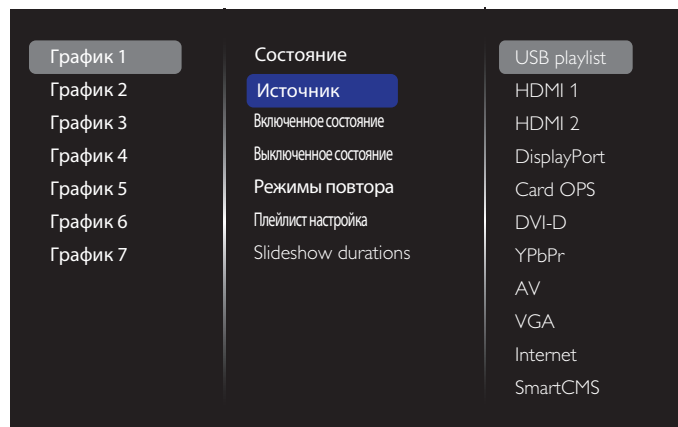 График 1
График 2
График 3
График 4
График 5
График 6
График 7
Состояние
Источник
Включенное состояние
Выключенное состояние
Режимы повтора
Плейлист настройка
Slideshow durations
USB playlist
HDMI 1
HDMI 2
DisplayPort
Card OPS
DVI-D
YPbPr
AV
VGA
Internet
SmartCMS